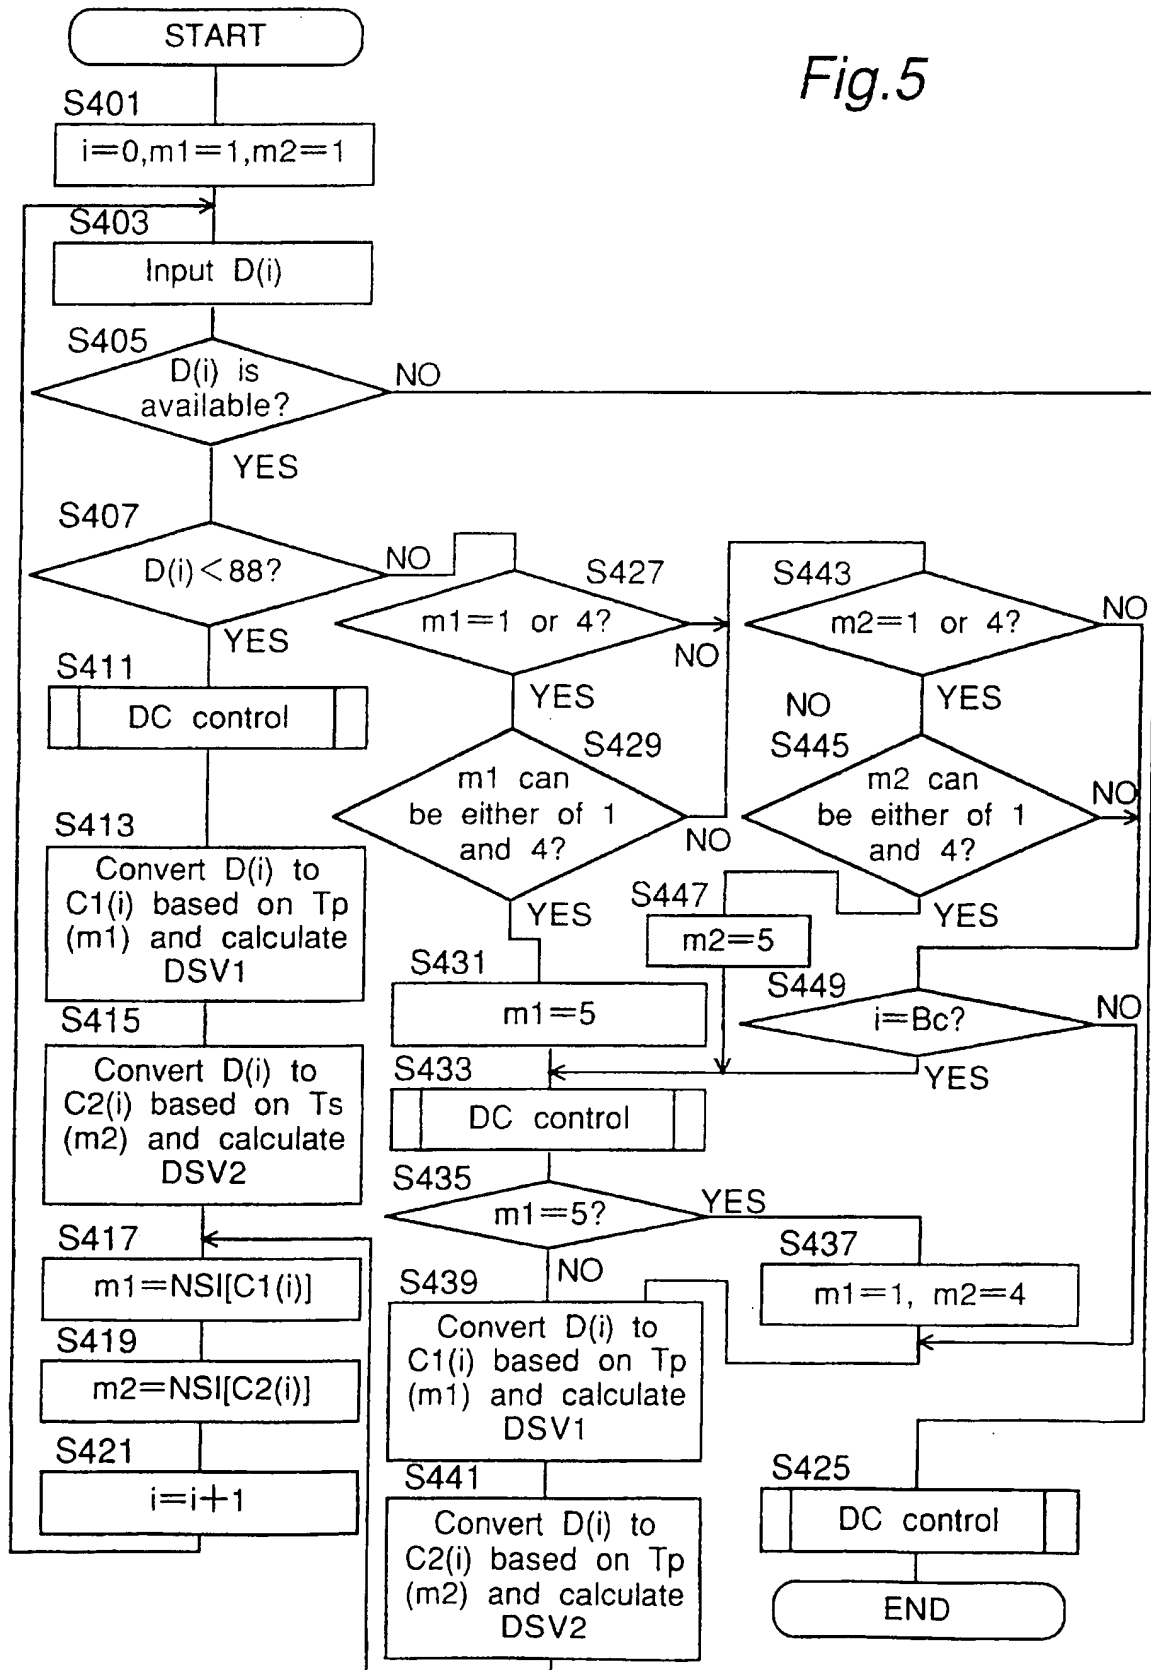 START
Fig.5
S401
i=0,m1=1,m2=1
S403
Input D(i)
S405
D(i) is
available?
NO
YES
S407
D(i)<88?
NO
YES
S427
m1=1 or 4?
NO
YES
S443
m2=1 or 4?
NO
YES
NO
S411
DC control
S429
m1 can
be either of 1
and 4?
NO
YES
S445
m2 can
be either of 1
and 4?
NO
YES
S413
Convert D(i) to
C1(i) based on Tp
(m1) and calculate
DSV1
S447
m2=5
S431
m1=5
S449
i=Bc?
NO
YES
S415
Convert D(i) to
C2(i) based on Ts
(m2) and calculate
DSV2
S433
DC control
S435
m1=5?
YES
NO
S437
m1=1, m2=4
S417
m1=NSI[C1(i)]
S439
Convert D(i) to
C1(i) based on Tp
(m1) and calculate
DSV1
S419
m2=NSI[C2(i)]
S421
i=i+1
S441
Convert D(i) to
C2(i) based on Tp
(m2) and calculate
DSV2
S425
DC control
END